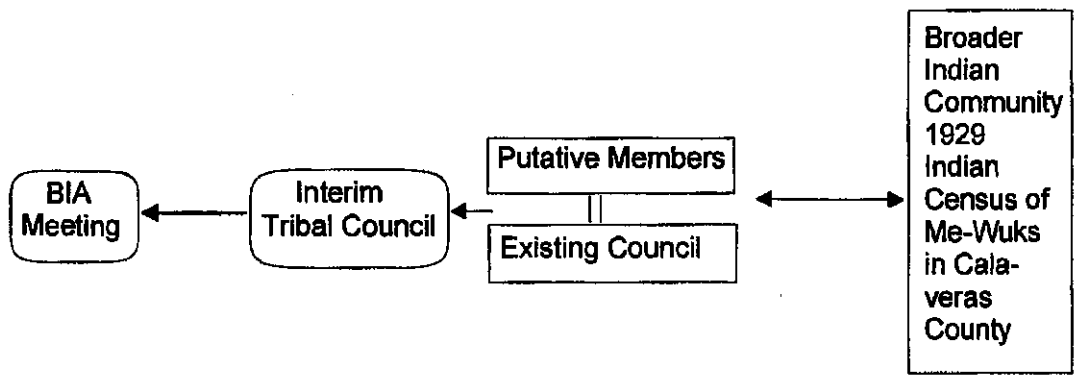 BIA
Meeting
Interim
Tribal Council
Putative Members
Existing Council
Broader
Indian
Community
1929
Indian
Census of
Me-Wuks
in Cala-
veras
County